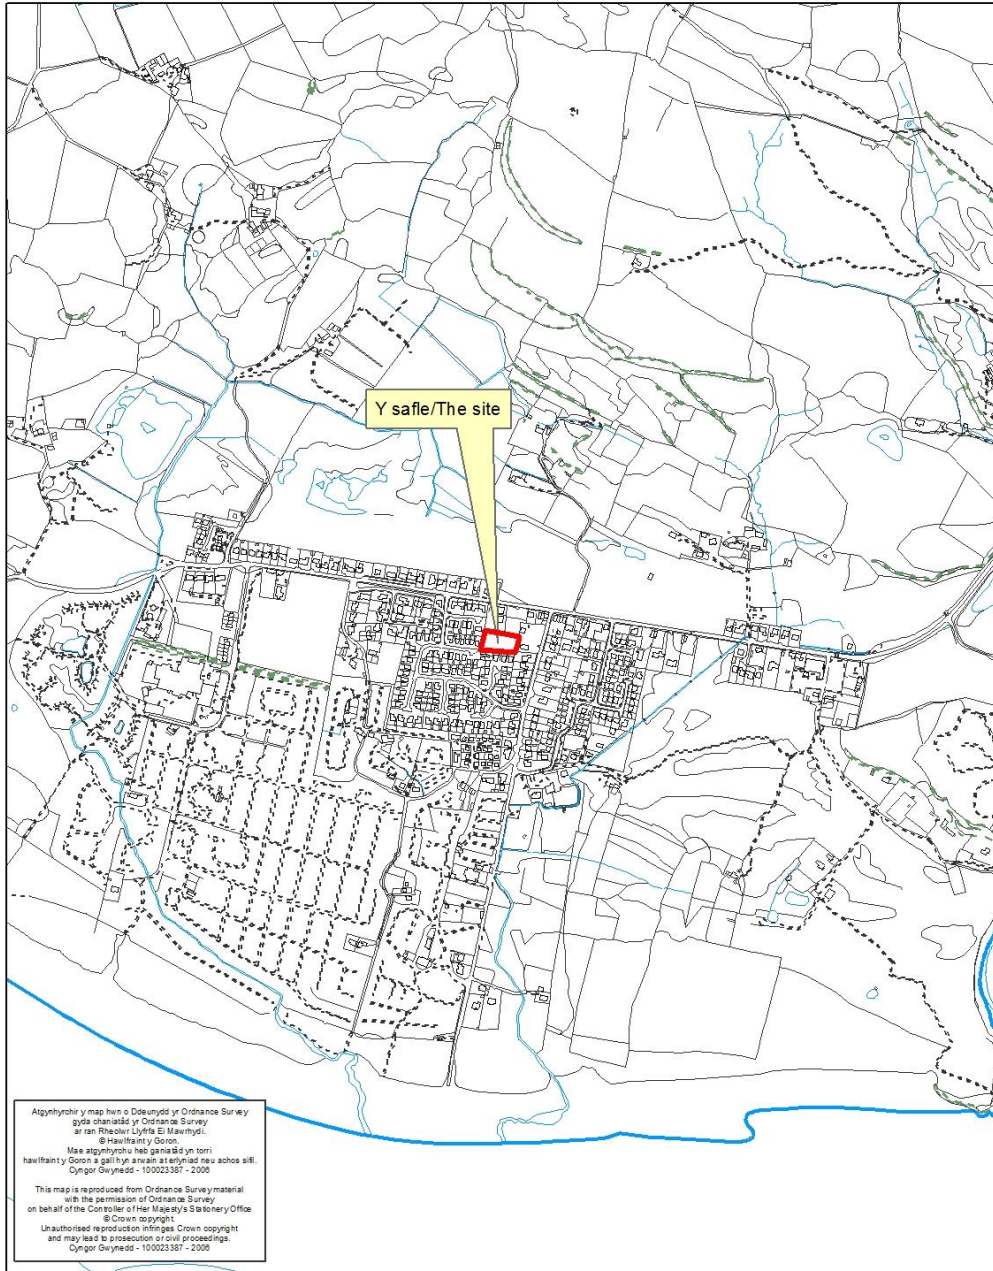 Y safle/The site
Atgynhyrchir y map hwn o Ddeunydd yr Ordnance Survey
gyda chaniatâd yr Ordnance Survey
ar ran Rheolwr Llyfrfa Ei Mawrhydi.
© Hawlfraint y Goron.
Mae atgynhyrchu heb ganiatâd yn torri
hawlfraint y Goron a gall hyn arwain at erlyniad neu achos sifil.
Cyngor Gwynedd - 100023387 - 2006
This map is reproduced from Ordnance Survey material
with the permission of Ordnance Survey
on behalf of the Controller of Her Majesty's Stationery Office
© Crown copyright.
Unauthorised reproduction infringes Crown copyright
and may lead to prosecution or civil proceedings.
Cyngor Gwynedd - 100023387 - 2006